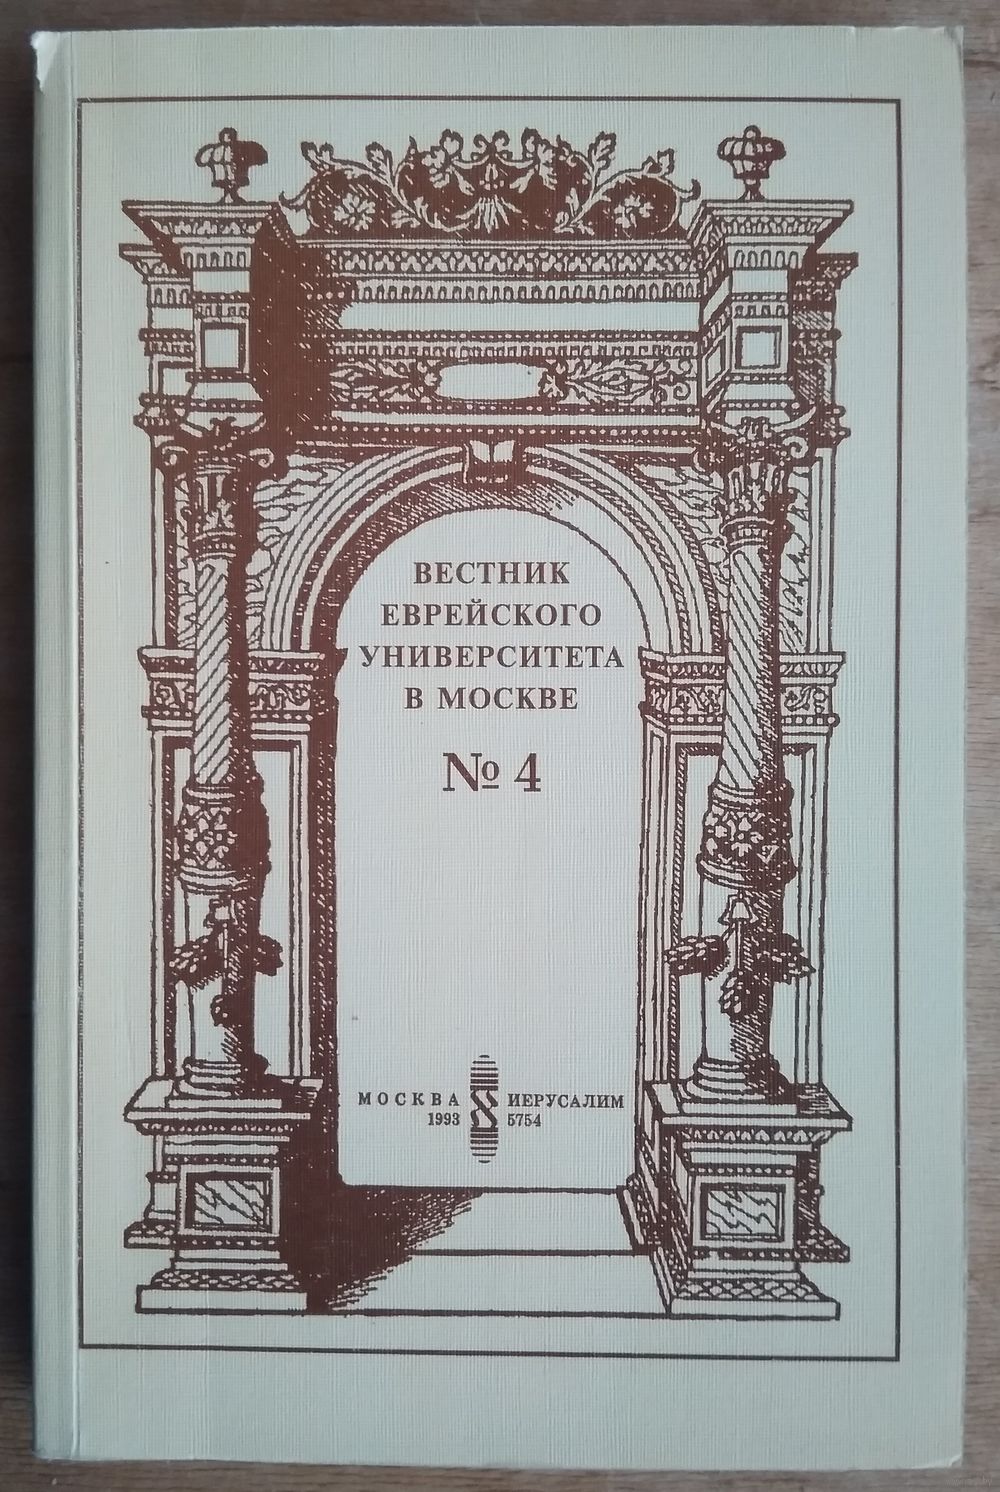 ВЕСТНИК
ЕВРЕЙСКОГО
УНИВЕРСИТЕТА
В МОСКВЕ
№ 4
МОСКВА ИЕРУСАЛИМ
1993 5754